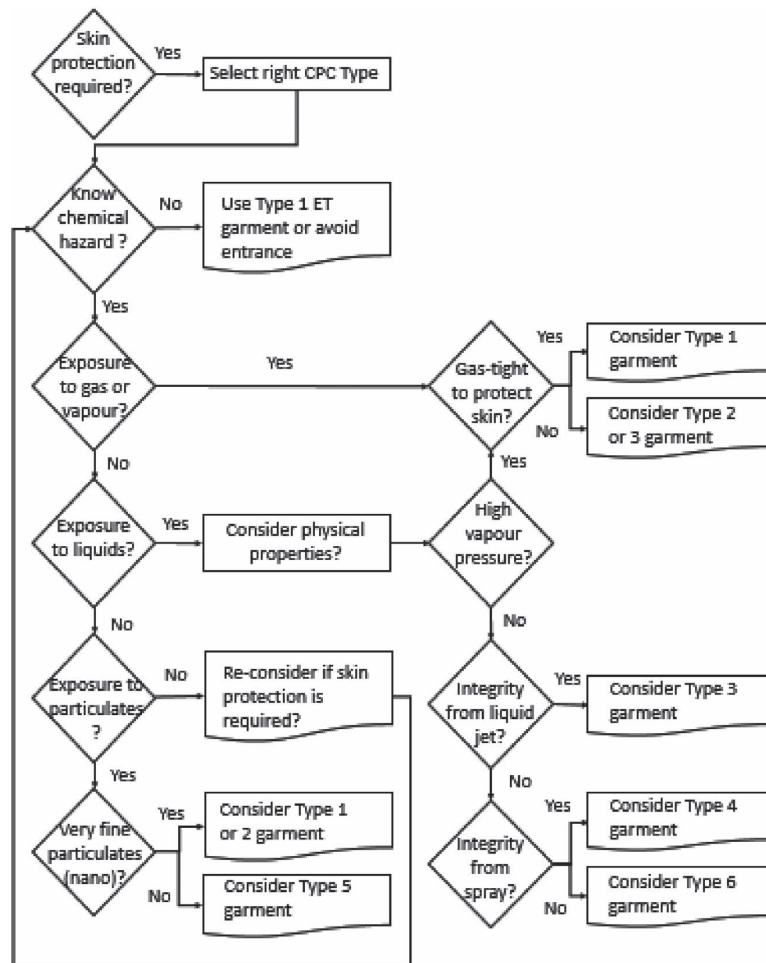 Skin
protection
required?
Yes
Select right CPC Type
Know
chemical
hazard ?
No
Use Type 1 ET
garment or avoid
entrance
Yes
Exposure
to gas or
vapour?
Yes
Gas-tight
to protect
skin?
Yes
Consider Type 1
garment
No
Consider Type 2
or 3 garment
No
Yes
Exposure
to liquids?
Yes
Consider physical
properties?
High
vapour
pressure?
No
No
Exposure to
particulates
?
No
Re-consider if skin
protection is
required?
Integrity
from liquid
jet?
Yes
Consider Type 3
garment
Yes
No
Very fine
particulates
(nano)?
Yes
Consider Type 1
or 2 garment
No
Consider Type 5
garment
Integrity
from
spray?
Yes
Consider Type 4
garment
No
Consider Type 6
garment